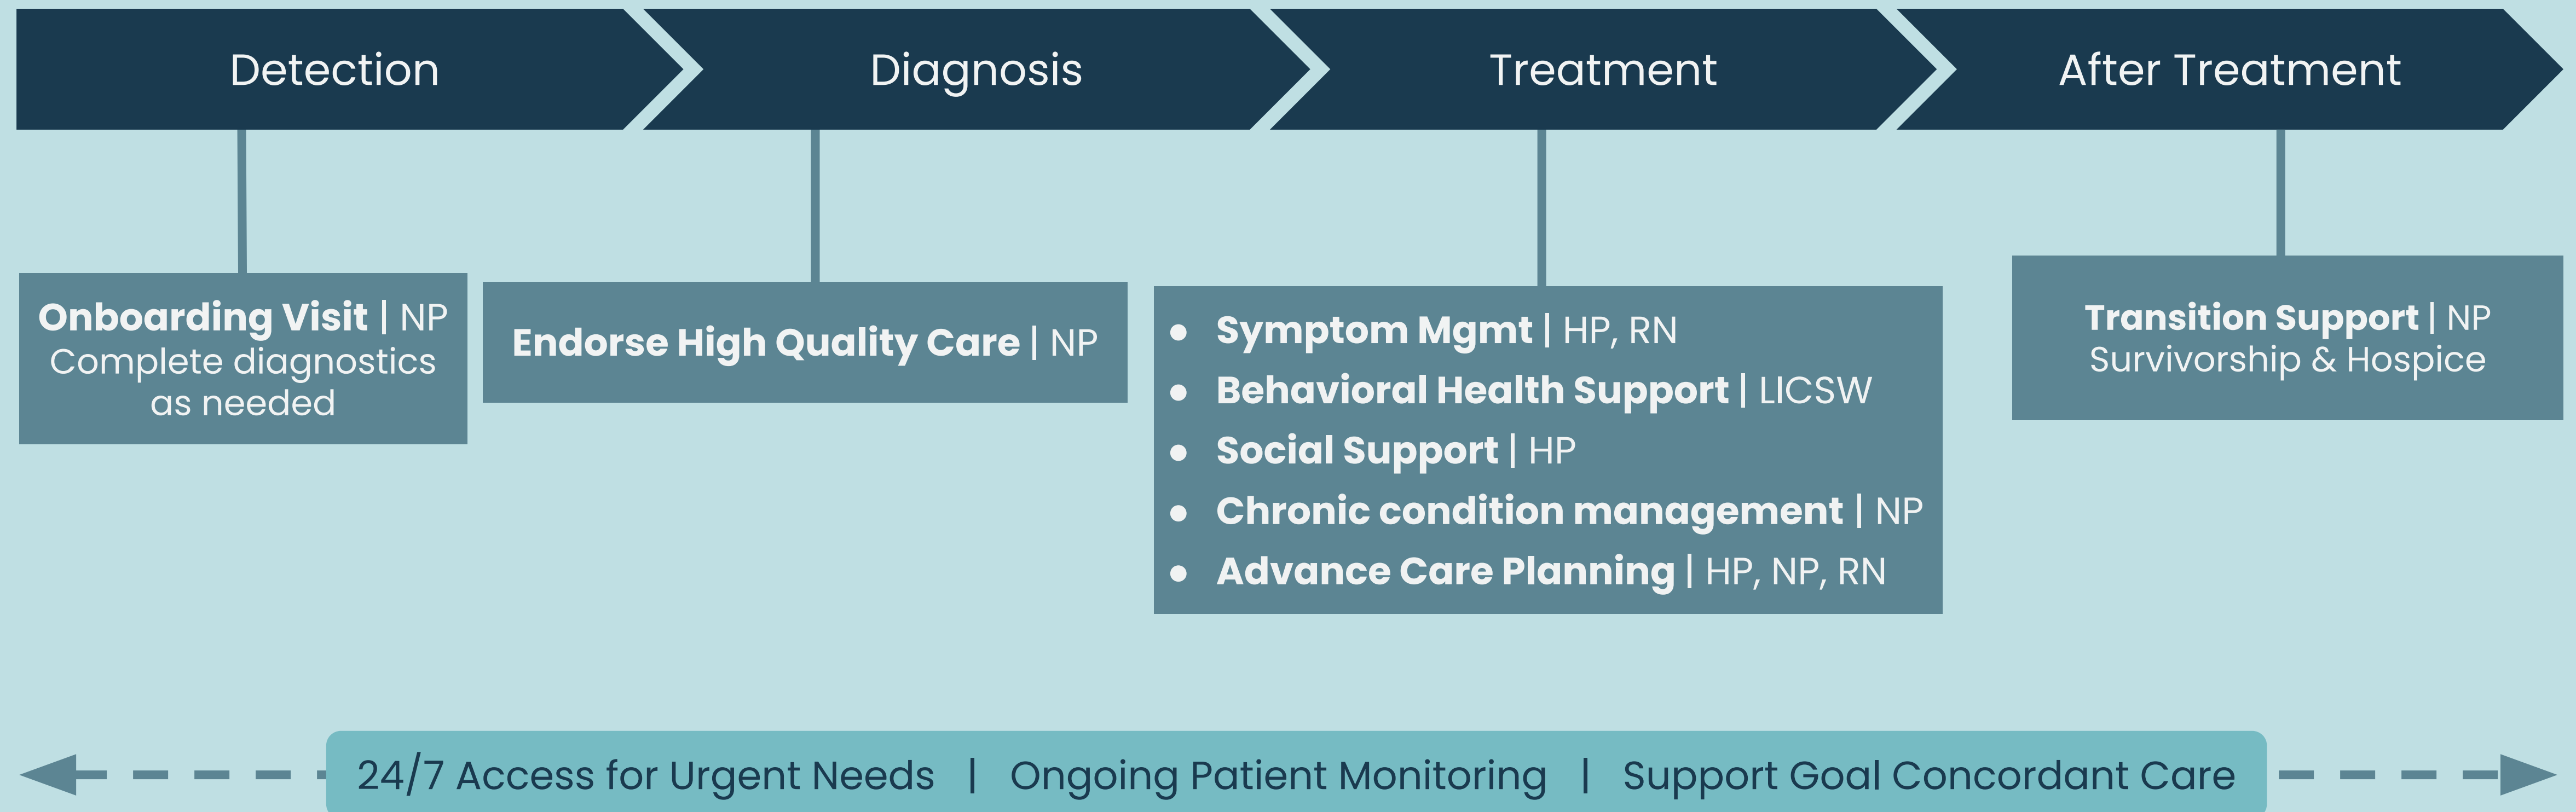 Detection
Diagnosis
Treatment
After Treatment
Onboarding Visit | NP
Complete diagnostics
as needed
Endorse High Quality Care | NP
● Symptom Mgmt | HP, RN
● Behavioral Health Support | LICSW
● Social Support | HP
● Chronic condition management | NP
● Advance Care Planning | HP, NP, RN
Transition Support | NP
Survivorship & Hospice
24/7 Access for Urgent Needs | Ongoing Patient Monitoring | Support Goal Concordant Care